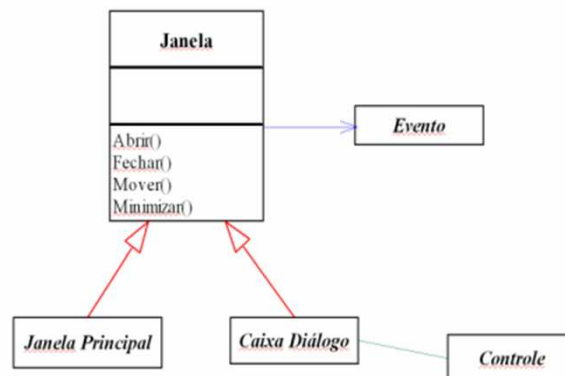 Janela
Evento
Abrir()
Fechar()
Mover()
Minimizar()
Janela Principal
Caixa Diálogo
Controle